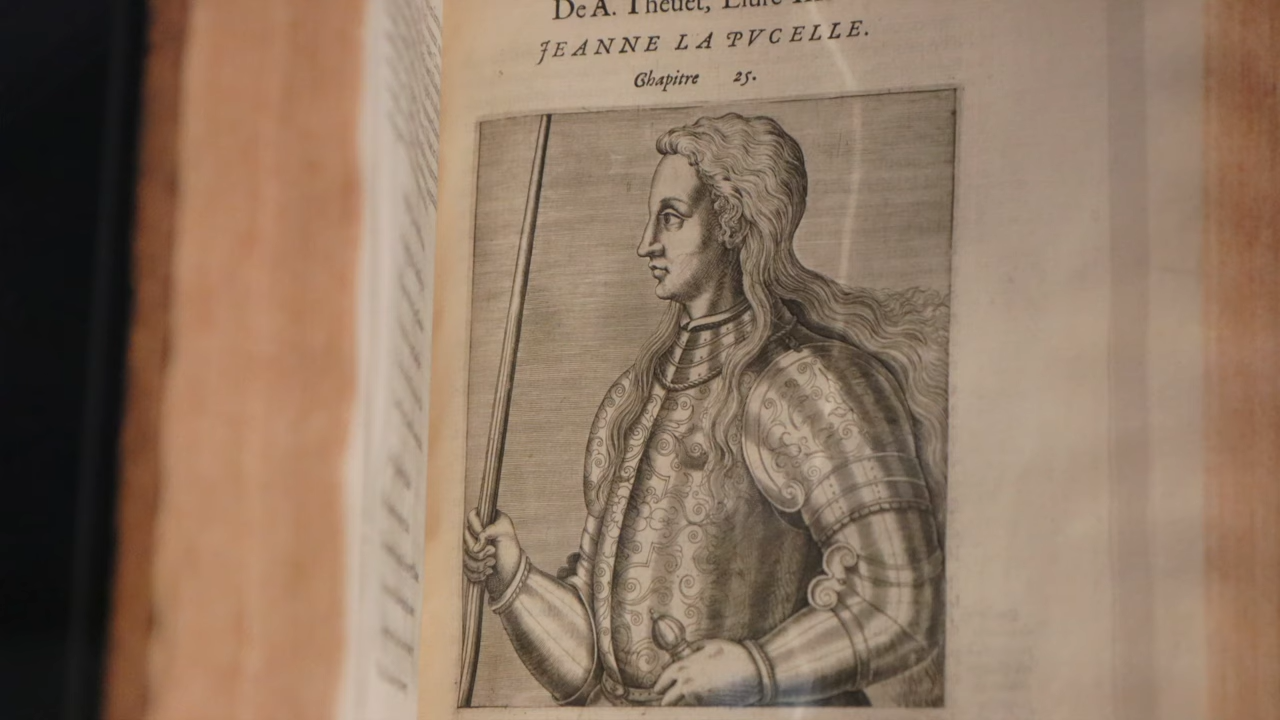 De A. Theuet, Liure
JEANNE LA PVCELLE.
Chapitre 25.